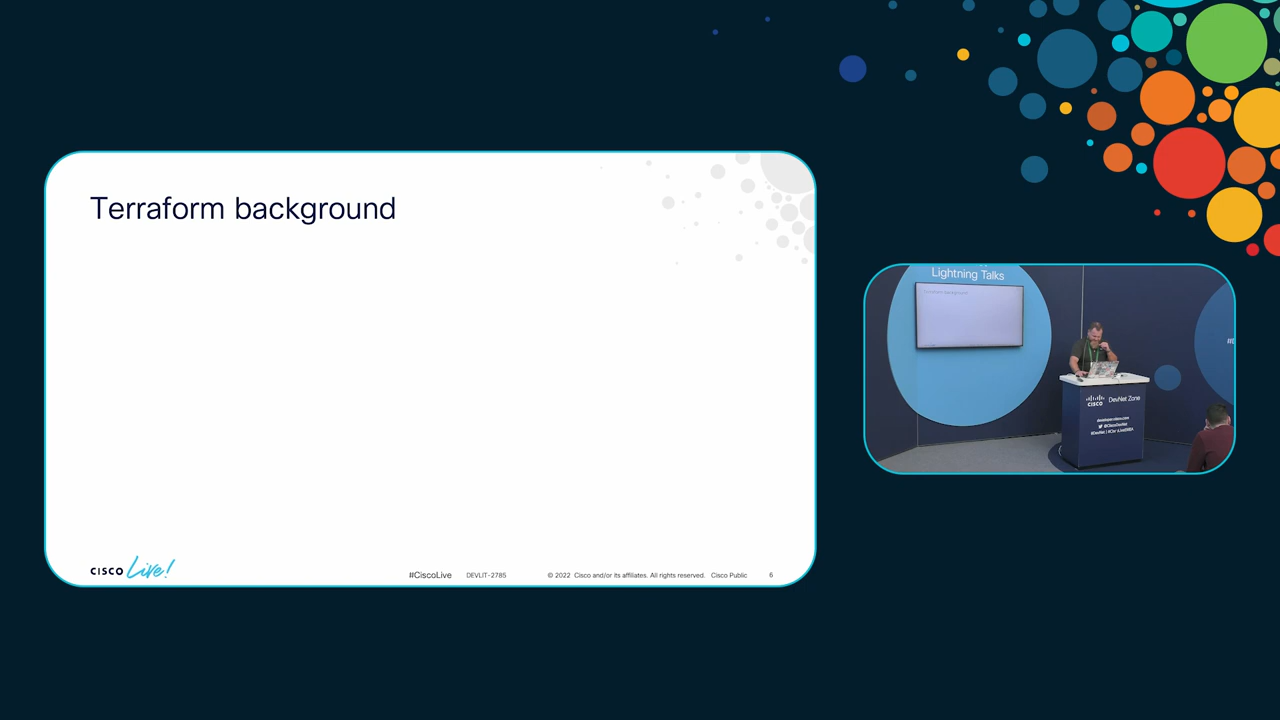 Terraform background
CISCO Live!
#CiscoLive DEVLIT-2785 © 2022 Cisco and/or its affiliates. All rights reserved. Cisco Public 6
Lightning Talks
CISCO DevNet Zone